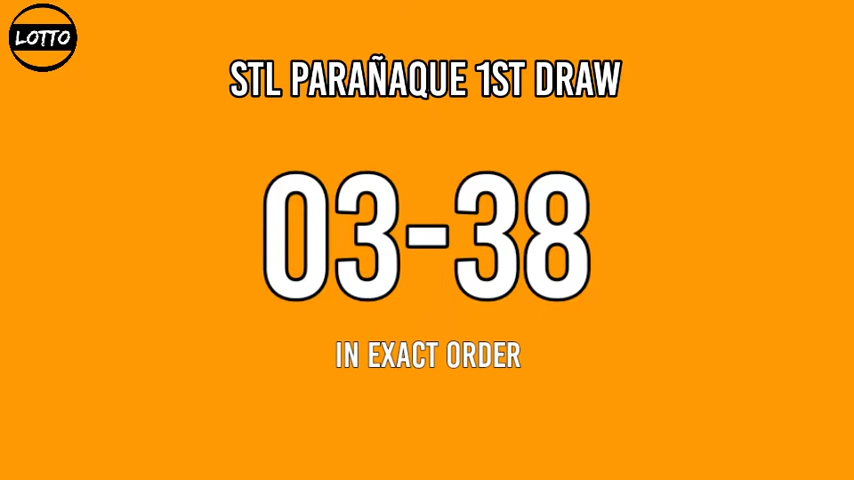 LOTTO
STL PARAÑAQUE 1ST DRAW
03-38
IN EXACT ORDER